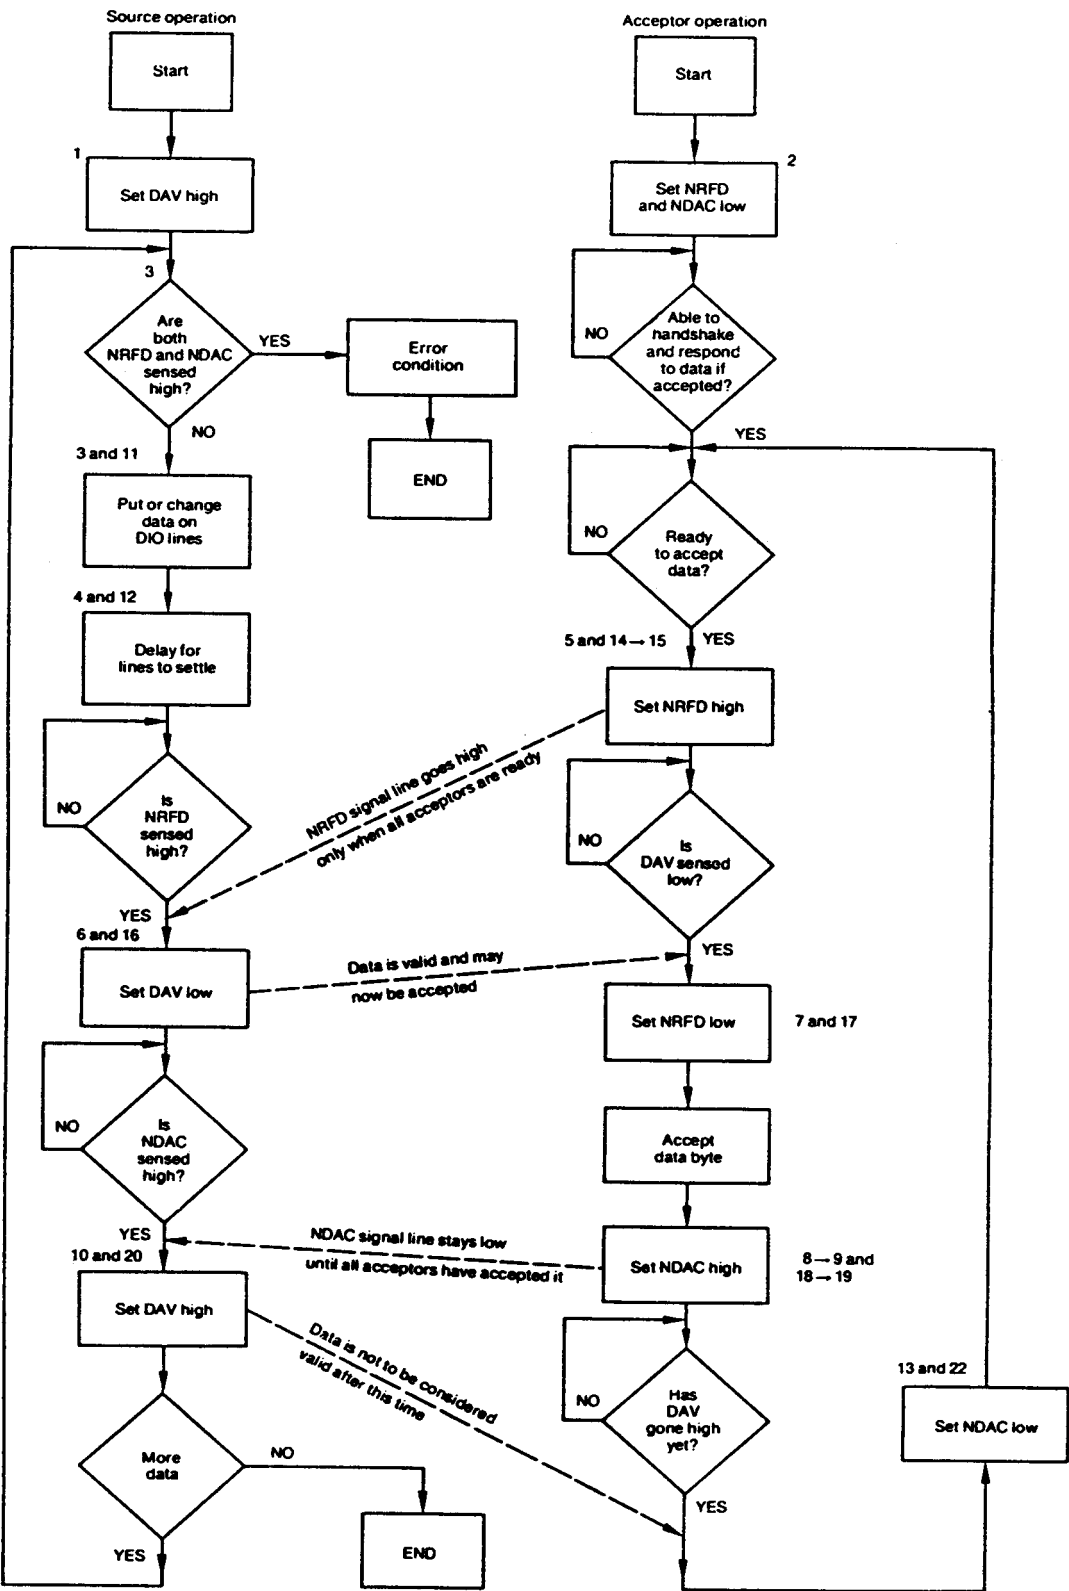 Source operation
Start
1
Set DAV high
3
Are
both
NRFD and NDAC
sensed
high?
YES
Error
condition
END
NO
3 and 11
Put or change
data on
DIO lines
4 and 12
Delay for
lines to settle
Is
NRFD
sensed
high?
NO
YES
6 and 16
Set DAV low
Is
NDAC
sensed
high?
NO
YES
10 and 20
Set DAV high
More
data
NO
END
YES
NRFD signal line goes high
only when all acceptors are ready
Data is valid and may
now be accepted
NDAC signal line stays low
until all acceptors have accepted it
Data is not to be considered
valid after this time
Acceptor operation
Start
2
Set NRFD
and NDAC low
Able to
handshake
and respond
to data if
accepted?
NO
YES
Ready
to accept
data?
NO
YES
5 and 14 → 15
Set NRFD high
Is
DAV sensed
low?
NO
YES
Set NRFD low
7 and 17
Accept
data byte
Set NDAC high
8 → 9 and
18 → 19
Has
DAV
gone high
yet?
NO
YES
13 and 22
Set NDAC low